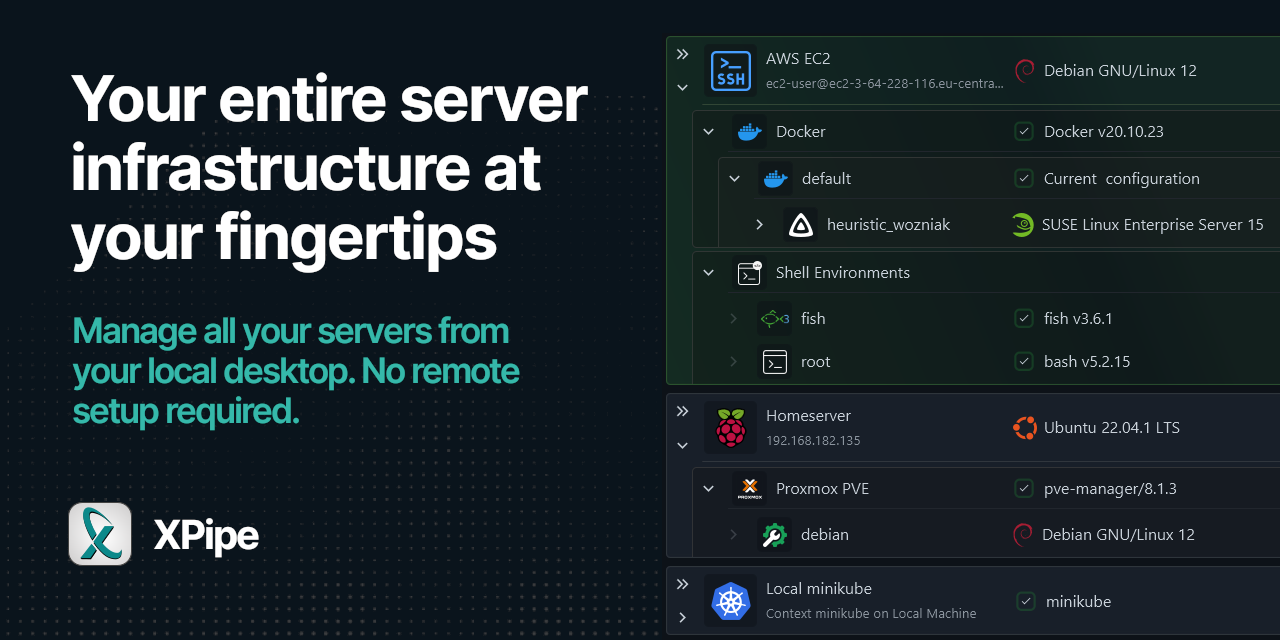 Your entire server
infrastructure at
your fingertips
Manage all your servers from
your local desktop. No remote
setup required.
XPipe
SSH
AWS EC2
ec2-user@ec2-3-64-228-116.eu-centra...
Debian GNU/Linux 12
Docker
Docker v20.10.23
default
Current configuration
heuristic_wozniak
SUSE Linux Enterprise Server 15
Shell Environments
3
fish
fish v3.6.1
root
bash v5.2.15
Homeserver
192.168.182.135
Ubuntu 22.04.1 LTS
PROXMOX
Proxmox PVE
pve-manager/8.1.3
debian
Debian GNU/Linux 12
Local minikube
Context minikube on Local Machine
minikube